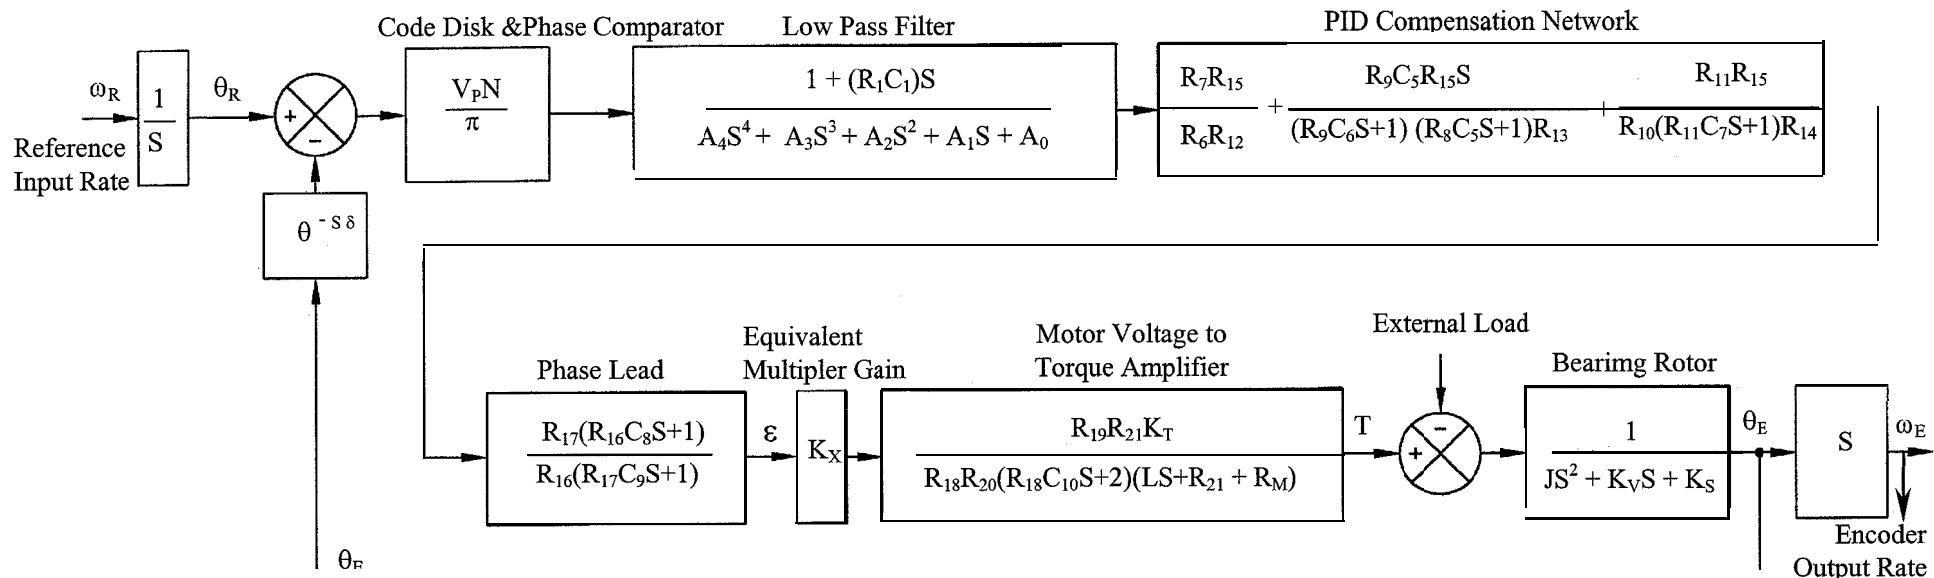 Code Disk &Phase Comparator
Low Pass Filter
PID Compensation Network
ωR
Reference
Input Rate
1
S
θR
+
−
VPN
π
1 + (R1C1)S
A4S4 + A3S3 + A2S2 + A1S + A0
R7R15
R6R12
+
R9C5R15S
(R9C6S+1) (R8C5S+1)R13
+
R11R15
R10(R11C7S+1)R14
θ - S δ
θE
Phase Lead
R17(R16C8S+1)
R16(R17C9S+1)
ε
Equivalent
Multipler Gain
KX
Motor Voltage to
Torque Amplifier
R19R21KT
R18R20(R18C10S+2)(LS+R21 + RM)
T
External Load
−
+
Bearimg Rotor
1
JS2 + KVS + KS
θE
S
ωE
Encoder
Output Rate